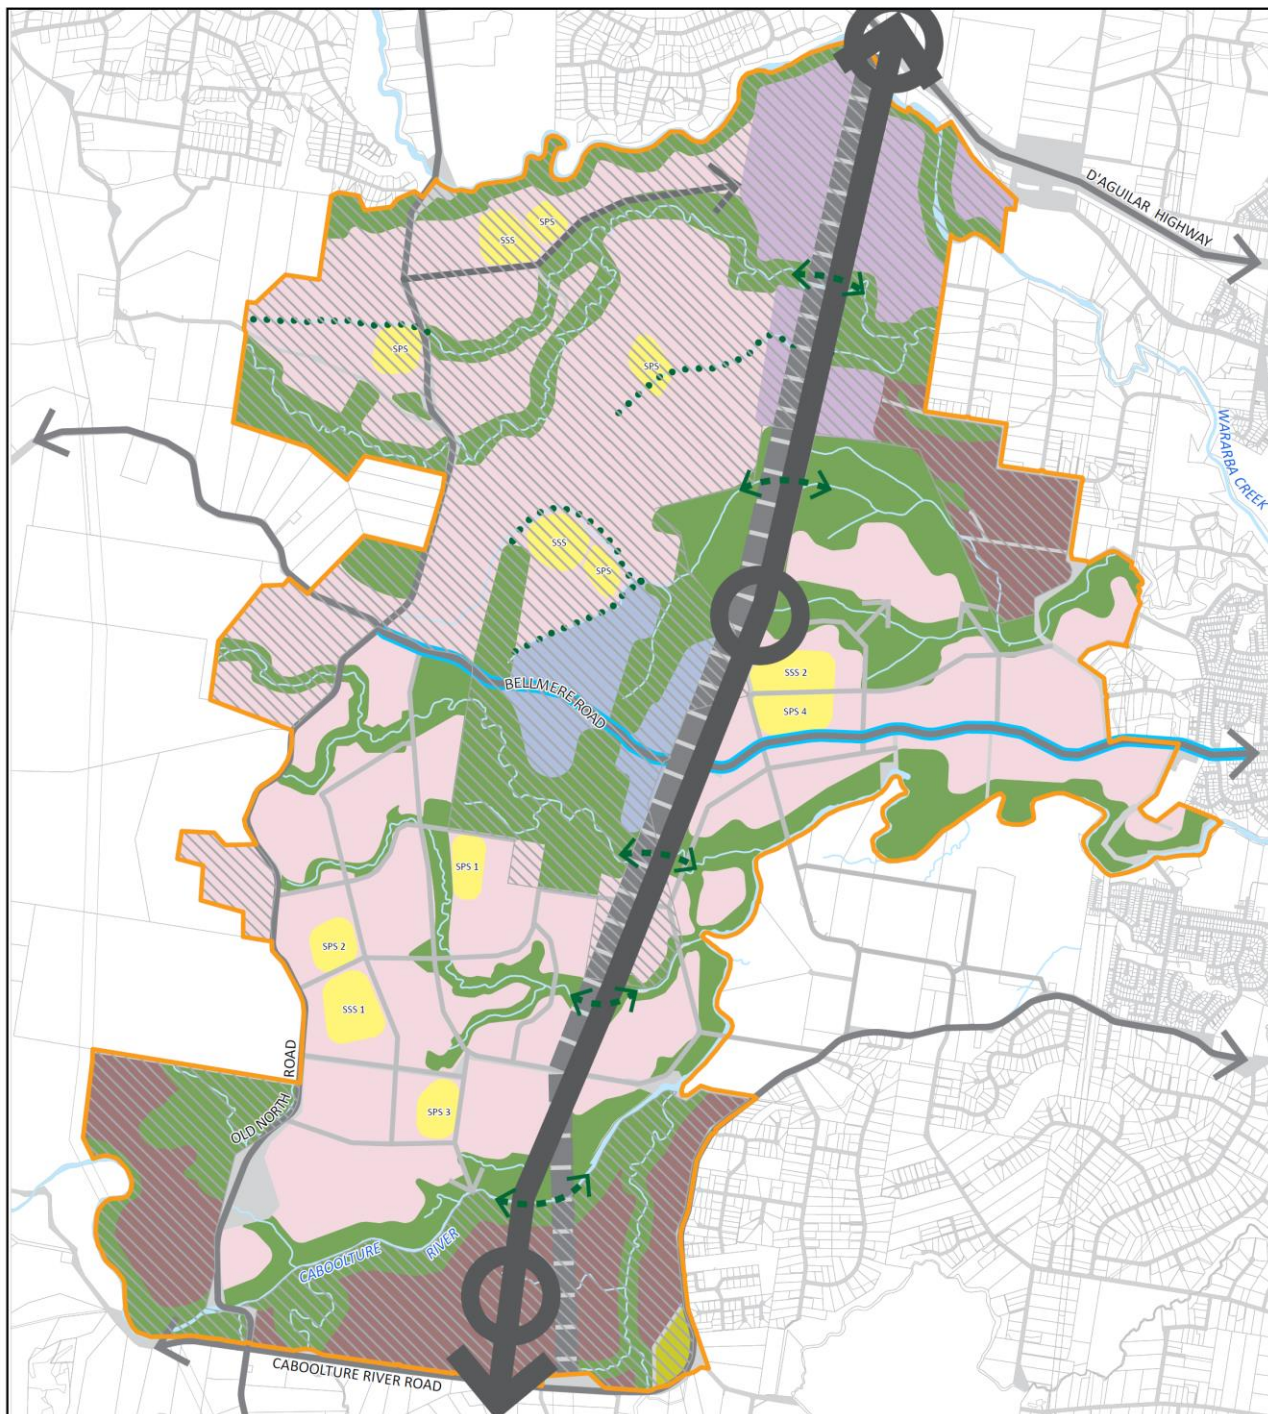 D'AGUILAR HIGHWAY
SPS
SSS
SPS
SPS
WARARBA CREEK
SSS
SPS
SSS 2
BELLMERE ROAD
SPS 4
SPS 1
SPS 2
SSS 1
OLD NORTH ROAD
SPS 3
CABOOLTURE RIVER
CABOOLTURE RIVER ROAD